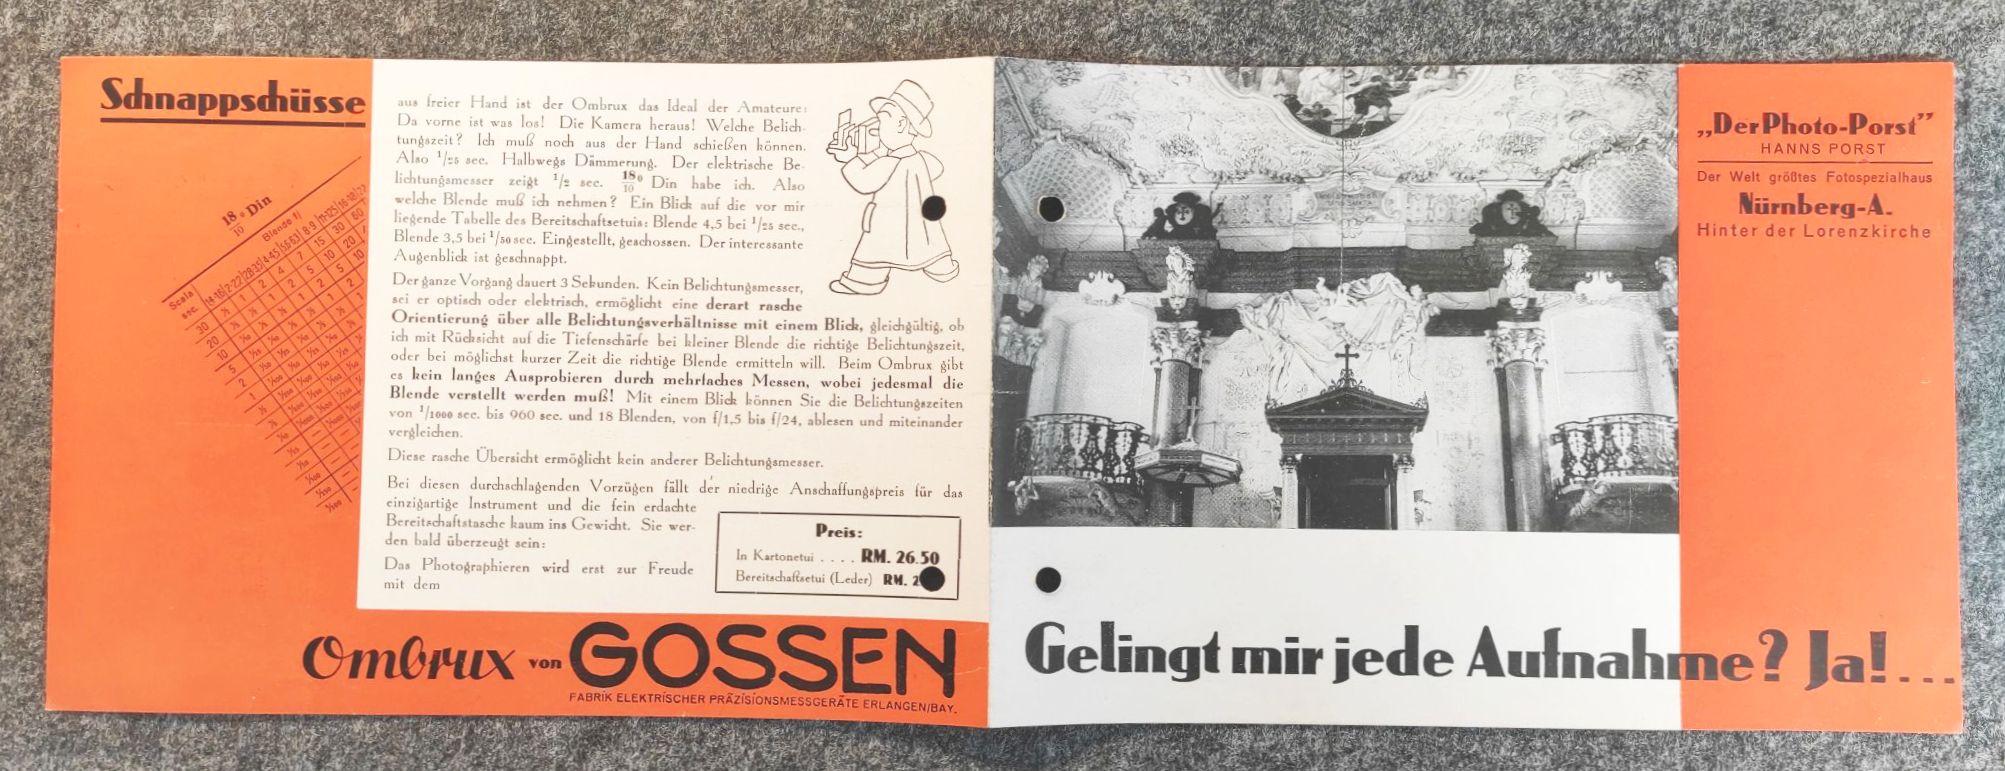 Schnappschüsse
18/10° Din
Blende f/
Scala
sec.
aus freier Hand ist der Ombrux das Ideal der Amateure:
Da vorne ist was los! Die Kamera heraus! Welche Belich-
tungszeit? Ich muß noch aus der Hand schießen können.
Also 1/25 sec. Halbwegs Dämmerung. Der elektrische Be-
lichtungsmesser zeigt 1/2 sec. 18°/10 Din habe ich. Also
welche Blende muß ich nehmen? Ein Blick auf die vor mir
liegende Tabelle des Bereitschaftsetuis: Blende 4,5 bei 1/25 sec.,
Blende 3,5 bei 1/50 sec. Eingestellt, geschossen. Der interessante
Augenblick ist geschnappt.
Der ganze Vorgang dauert 3 Sekunden. Kein Belichtungsmesser,
sei er optisch oder elektrisch, ermöglicht eine derart rasche
Orientierung über alle Belichtungsverhältnisse mit einem Blick, gleichgültig, ob
ich mit Rücksicht auf die Tiefenschärfe bei kleiner Blende die richtige Belichtungszeit,
oder bei möglichst kurzer Zeit die richtige Blende ermitteln will. Beim Ombrux gibt
es kein langes Ausprobieren durch mehrfaches Messen, wobei jedesmal die
Blende verstellt werden muß! Mit einem Blick können Sie die Belichtungszeiten
von 1/1000 sec. bis 960 sec. und 18 Blenden, von f/1,5 bis f/24, ablesen und miteinander
vergleichen.
Diese rasche Übersicht ermöglicht kein anderer Belichtungsmesser.
Bei diesen durchschlagenden Vorzügen fällt der niedrige Anschaffungspreis für das
einzigartige Instrument und die fein erdachte
Bereitschaftstasche kaum ins Gewicht. Sie wer-
den bald überzeugt sein:
Das Photographieren wird erst zur Freude
mit dem
Preis:
In Kartonetui . . . . RM. 26.50
Bereitschaftsetui (Leder) RM. 2
Ombrux von GOSSEN
FABRIK ELEKTRISCHER PRÄZISIONSMESSGERÄTE ERLANGEN/BAY.
„Der Photo-Porst”
HANNS PORST
Der Welt größtes Fotospezialhaus
Nürnberg-A.
Hinter der Lorenzkirche
Gelingt mir jede Aufnahme? Ja!...